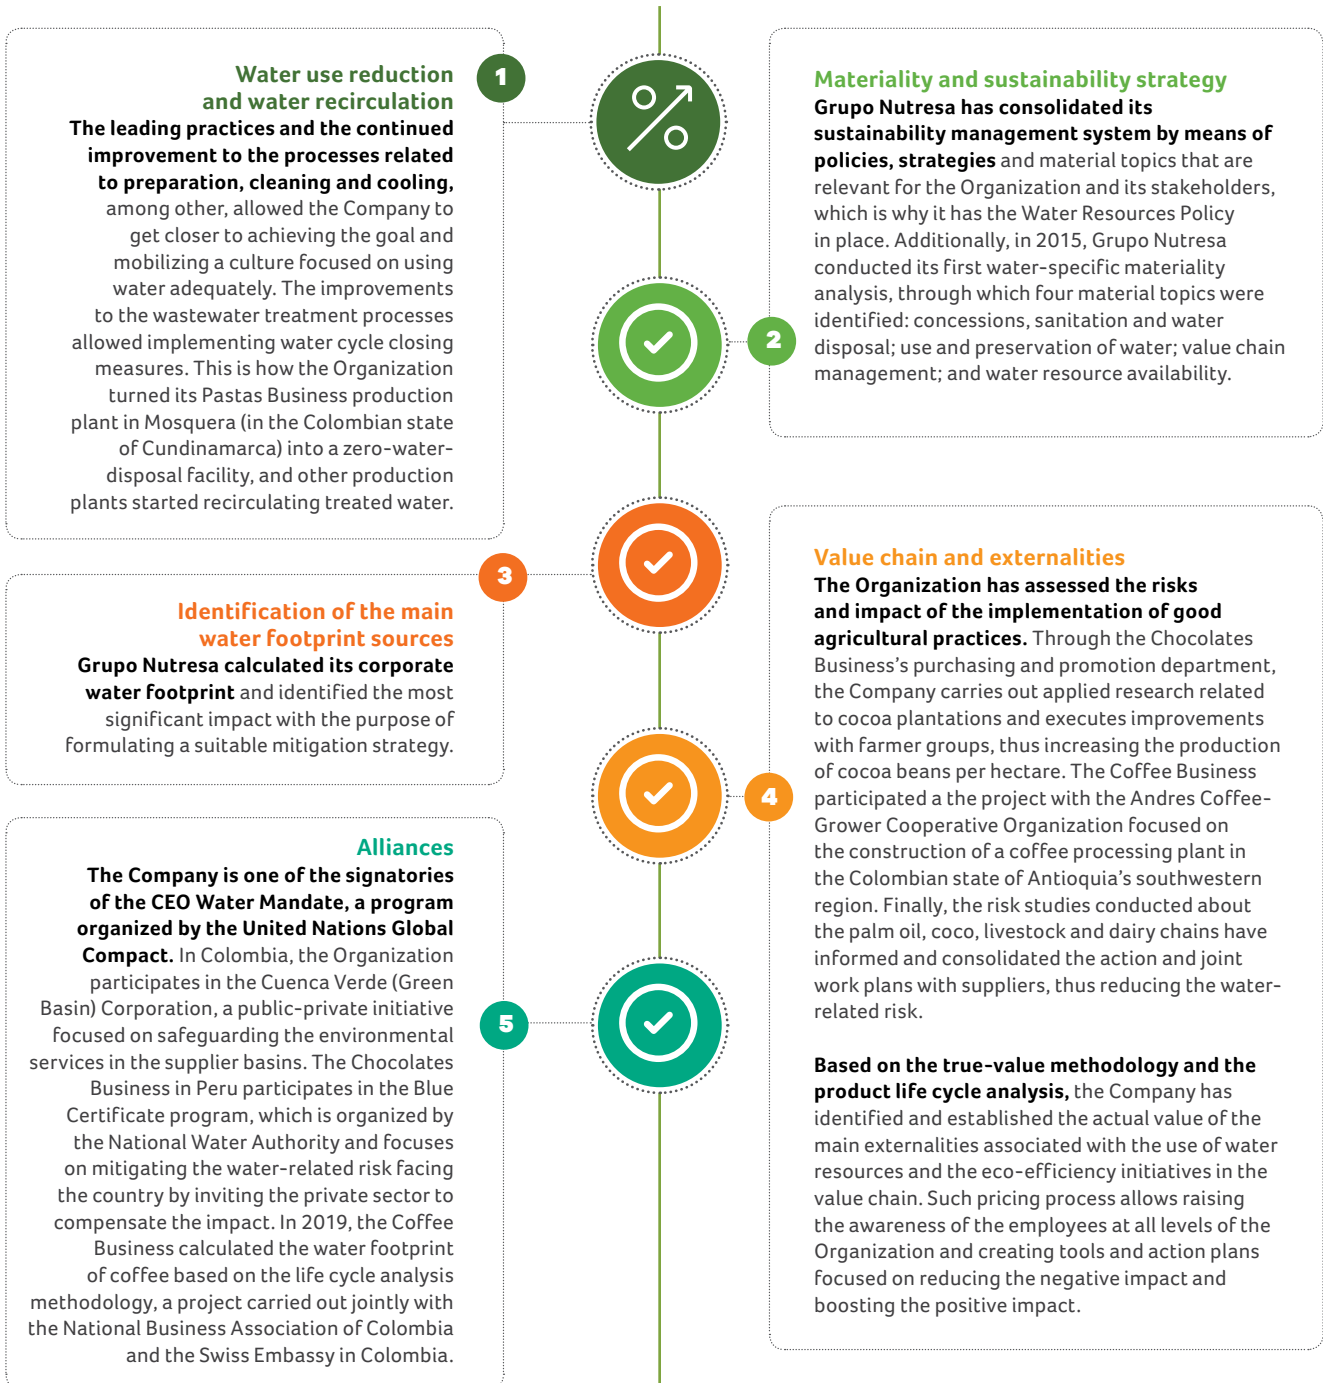 1
Water use reduction
and water recirculation
The leading practices and the continued
improvement to the processes related
to preparation, cleaning and cooling,
among other, allowed the Company to
get closer to achieving the goal and
mobilizing a culture focused on using
water adequately. The improvements
to the wastewater treatment processes
allowed implementing water cycle closing
measures. This is how the Organization
turned its Pastas Business production
plant in Mosquera (in the Colombian state
of Cundinamarca) into a zero-water-
disposal facility, and other production
plants started recirculating treated water.
2
Materiality and sustainability strategy
Grupo Nutresa has consolidated its
sustainability management system by means of
policies, strategies and material topics that are
relevant for the Organization and its stakeholders,
which is why it has the Water Resources Policy
in place. Additionally, in 2015, Grupo Nutresa
conducted its first water-specific materiality
analysis, through which four material topics were
identified: concessions, sanitation and water
disposal; use and preservation of water; value chain
management; and water resource availability.
3
Identification of the main
water footprint sources
Grupo Nutresa calculated its corporate
water footprint and identified the most
significant impact with the purpose of
formulating a suitable mitigation strategy.
4
Value chain and externalities
The Organization has assessed the risks
and impact of the implementation of good
agricultural practices. Through the Chocolates
Business's purchasing and promotion department,
the Company carries out applied research related
to cocoa plantations and executes improvements
with farmer groups, thus increasing the production
of cocoa beans per hectare. The Coffee Business
participated a the project with the Andres Coffee-
Grower Cooperative Organization focused on
the construction of a coffee processing plant in
the Colombian state of Antioquia's southwestern
region. Finally, the risk studies conducted about
the palm oil, coco, livestock and dairy chains have
informed and consolidated the action and joint
work plans with suppliers, thus reducing the water-
related risk.
Based on the true-value methodology and the
product life cycle analysis, the Company has
identified and established the actual value of the
main externalities associated with the use of water
resources and the eco-efficiency initiatives in the
value chain. Such pricing process allows raising
the awareness of the employees at all levels of the
Organization and creating tools and action plans
focused on reducing the negative impact and
boosting the positive impact.
5
Alliances
The Company is one of the signatories
of the CEO Water Mandate, a program
organized by the United Nations Global
Compact. In Colombia, the Organization
participates in the Cuenca Verde (Green
Basin) Corporation, a public-private initiative
focused on safeguarding the environmental
services in the supplier basins. The Chocolates
Business in Peru participates in the Blue
Certificate program, which is organized by
the National Water Authority and focuses
on mitigating the water-related risk facing
the country by inviting the private sector to
compensate the impact. In 2019, the Coffee
Business calculated the water footprint
of coffee based on the life cycle analysis
methodology, a project carried out jointly with
the National Business Association of Colombia
and the Swiss Embassy in Colombia.